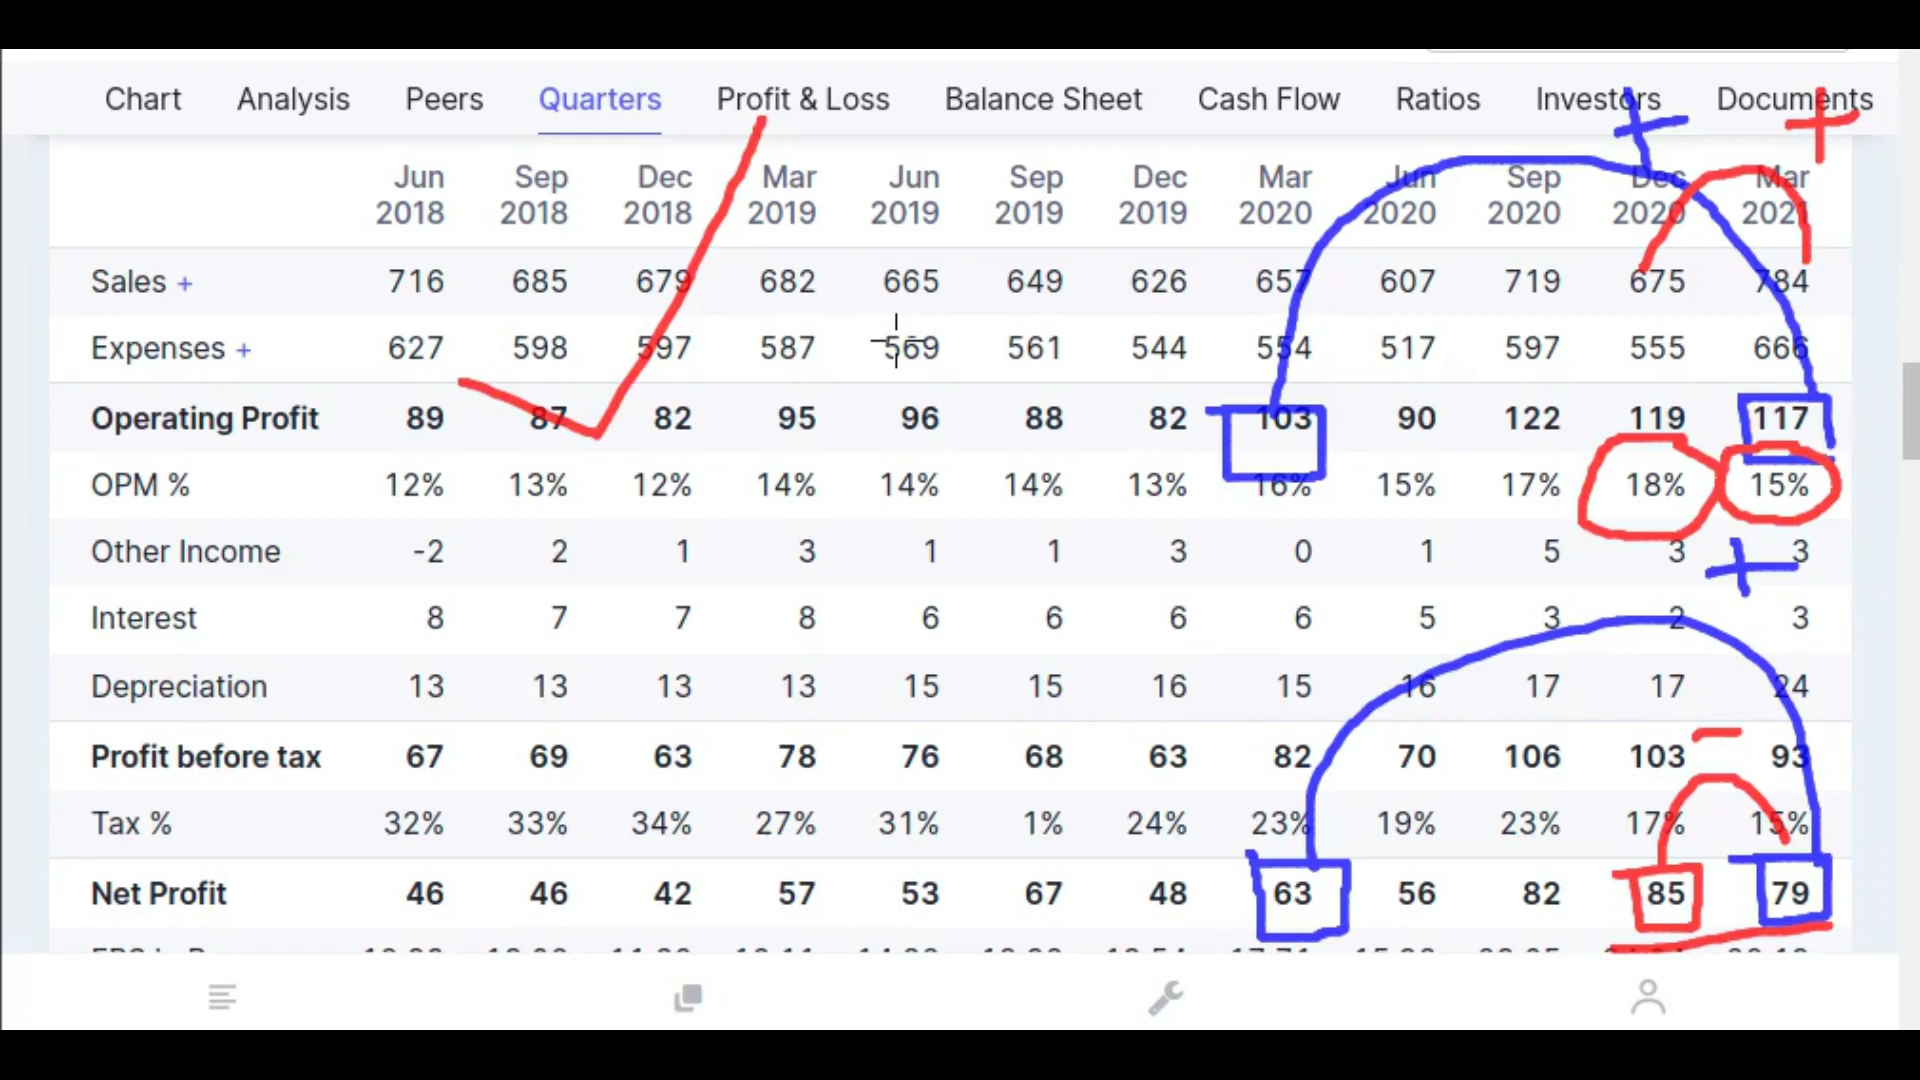 Chart Analysis Peers Quarters Profit & Loss Balance Sheet Cash Flow Ratios Investors Documents
Jun 2018 Sep 2018 Dec 2018 Mar 2019 Jun 2019 Sep 2019 Dec 2019 Mar 2020 Jun 2020 Sep 2020 Dec 2020 Mar 2021
Sales + 716 685 679 682 665 649 626 657 607 719 675 784
Expenses + 627 598 597 587 569 561 544 554 517 597 555 666
Operating Profit 89 87 82 95 96 88 82 103 90 122 119 117
OPM % 12% 13% 12% 14% 14% 14% 13% 16% 15% 17% 18% 15%
Other Income -2 2 1 3 1 1 3 0 1 5 3 3
Interest 8 7 7 8 6 6 6 6 5 3 2 3
Depreciation 13 13 13 13 15 15 16 15 16 17 17 24
Profit before tax 67 69 63 78 76 68 63 82 70 106 103 93
Tax % 32% 33% 34% 27% 31% 1% 24% 23% 19% 23% 17% 15%
Net Profit 46 46 42 57 53 67 48 63 56 82 85 79